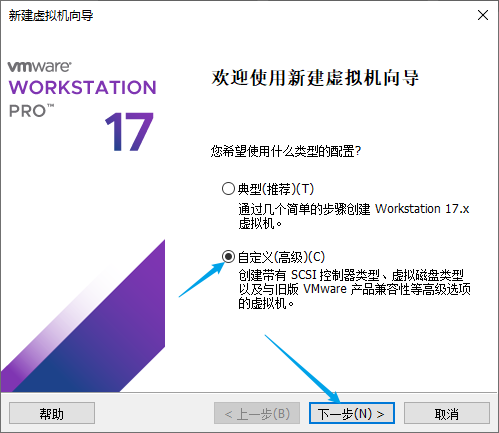 新建虚拟机向导
vmware
WORKSTATION
PRO™
17
欢迎使用新建虚拟机向导
您希望使用什么类型的配置?
典型(推荐)(T)
通过几个简单的步骤创建 Workstation 17.x
虚拟机。
自定义(高级)(C)
创建带有 SCSI 控制器类型、虚拟磁盘类型
以及与旧版 VMware 产品兼容性等高级选项
的虚拟机。
帮助
< 上一步(B)
下一步(N) >
取消